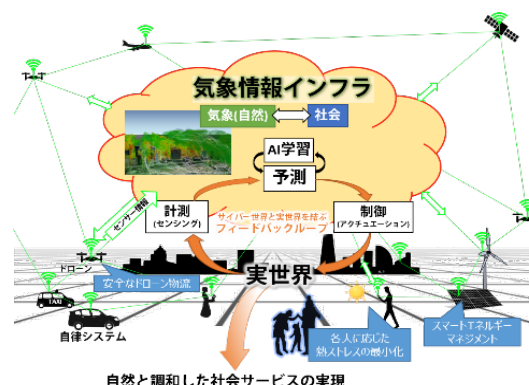 気象情報インフラ
気象(自然)
社会
AI学習
予測
計測
(センシング)
サイバー世界と実世界を結ぶ
フィードバックループ
制御
(アクチュエーション)
センサー情報
ドローン
安全なドローン物流
実世界
TAXI
自律システム
各人に応じた
熱ストレスの最小化
スマートエネルギー
マネジメント
自然と調和した社会サービスの実現